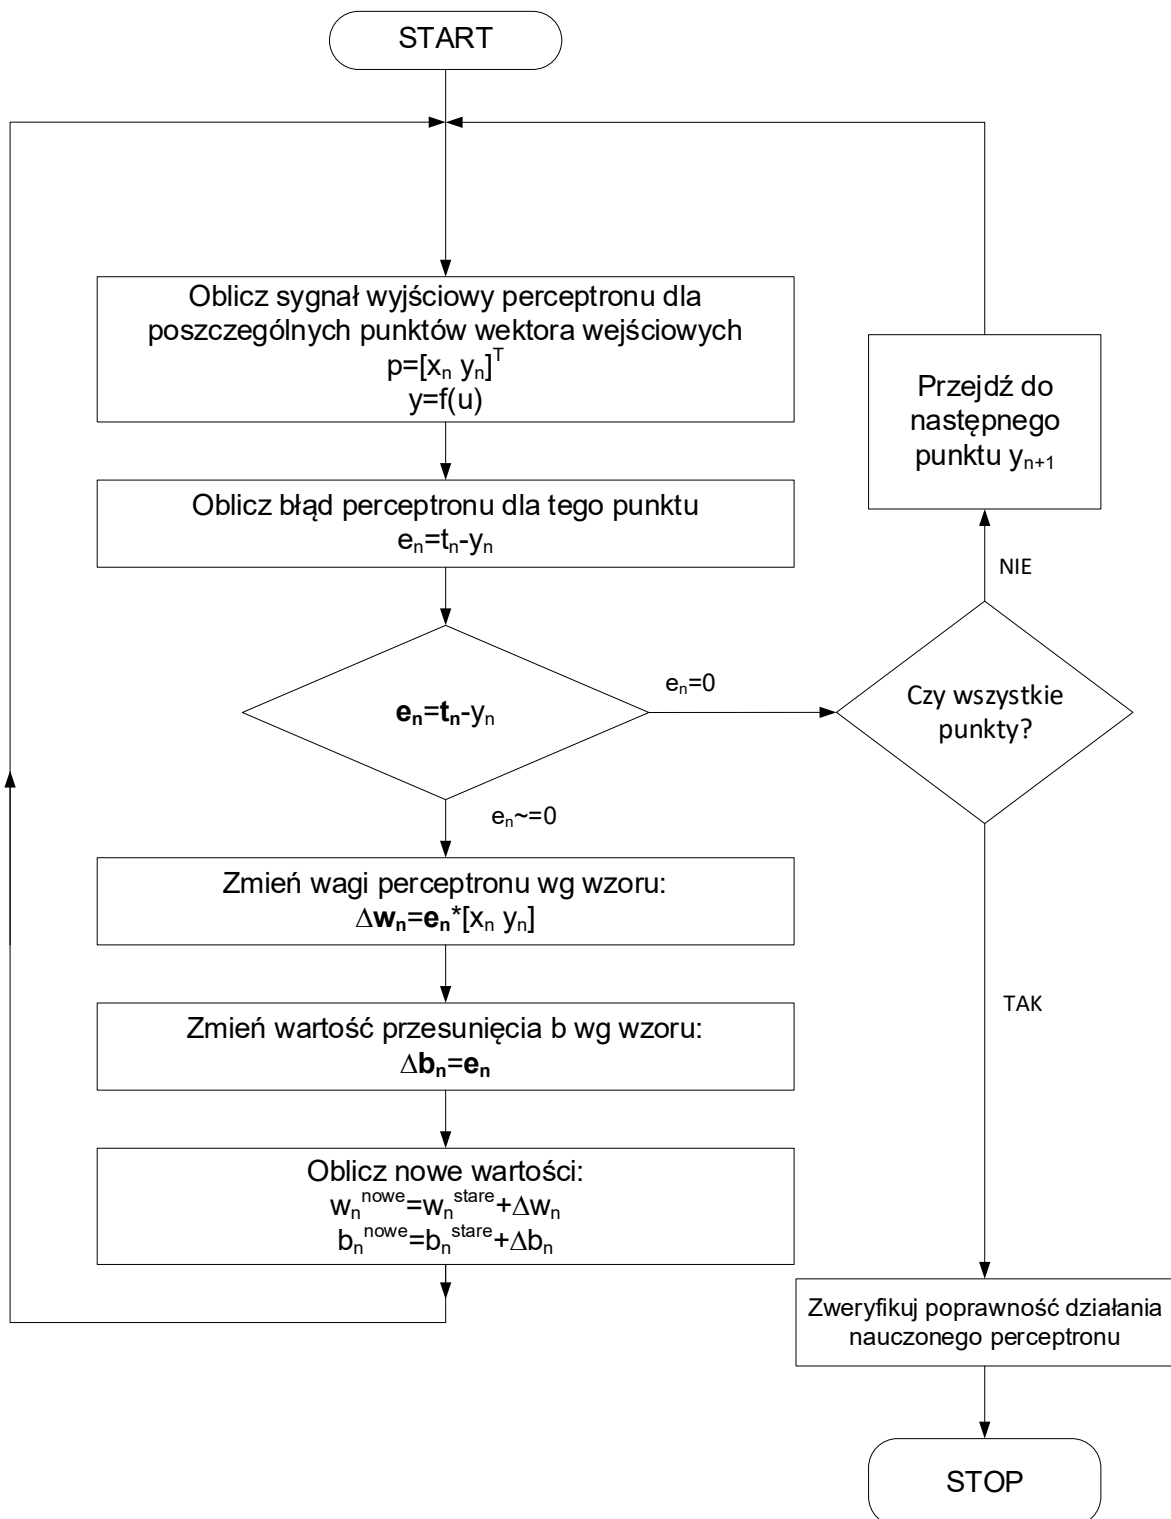 START
Oblicz sygnał wyjściowy perceptronu dla
poszczególnych punktów wektora wejściowych
p=[xₙ yₙ]ᵀ
y=f(u)
Oblicz błąd perceptronu dla tego punktu
eₙ=tₙ-yₙ
eₙ=tₙ-yₙ
eₙ=0
eₙ~=0
Czy wszystkie
punkty?
NIE
Przejdź do
następnego
punktu yₙ₊₁
Zmień wagi perceptronu wg wzoru:
Δwₙ=eₙ*[xₙ yₙ]
Zmień wartość przesunięcia b wg wzoru:
Δbₙ=eₙ
Oblicz nowe wartości:
wₙⁿᵒʷᵉ=wₙˢᵗᵃʳᵉ+Δwₙ
bₙⁿᵒʷᵉ=bₙˢᵗᵃʳᵉ+Δbₙ
TAK
Zweryfikuj poprawność działania
nauczonego perceptronu
STOP